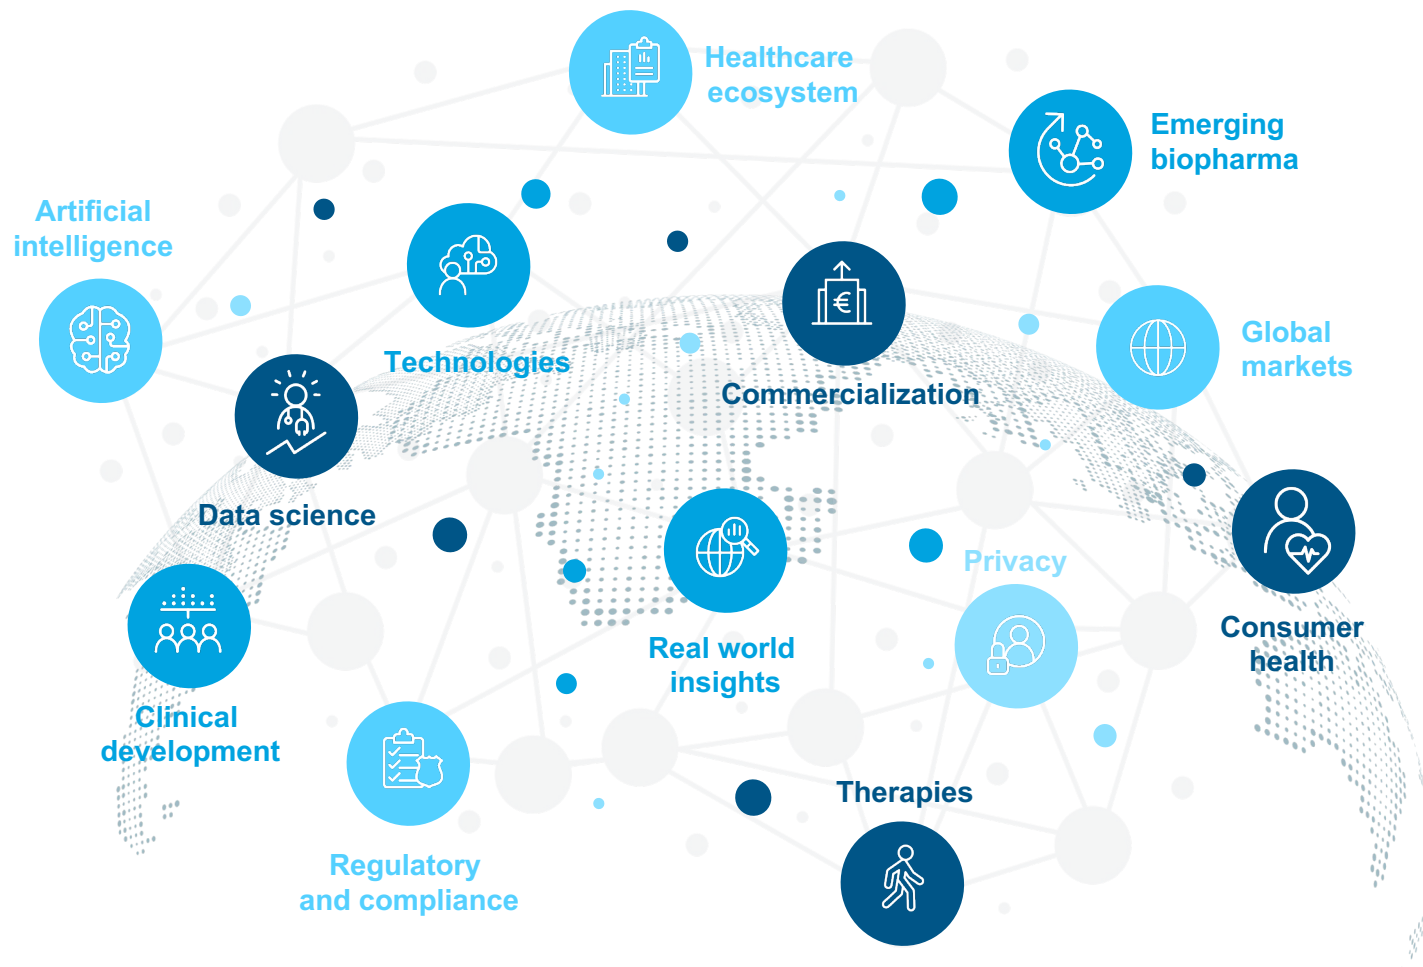 Healthcare
ecosystem
Emerging
biopharma
Artificial
intelligence
Technologies
€
Commercialization
Global
markets
Data science
Privacy
Real world
insights
Consumer
health
Clinical
development
Therapies
Regulatory
and compliance